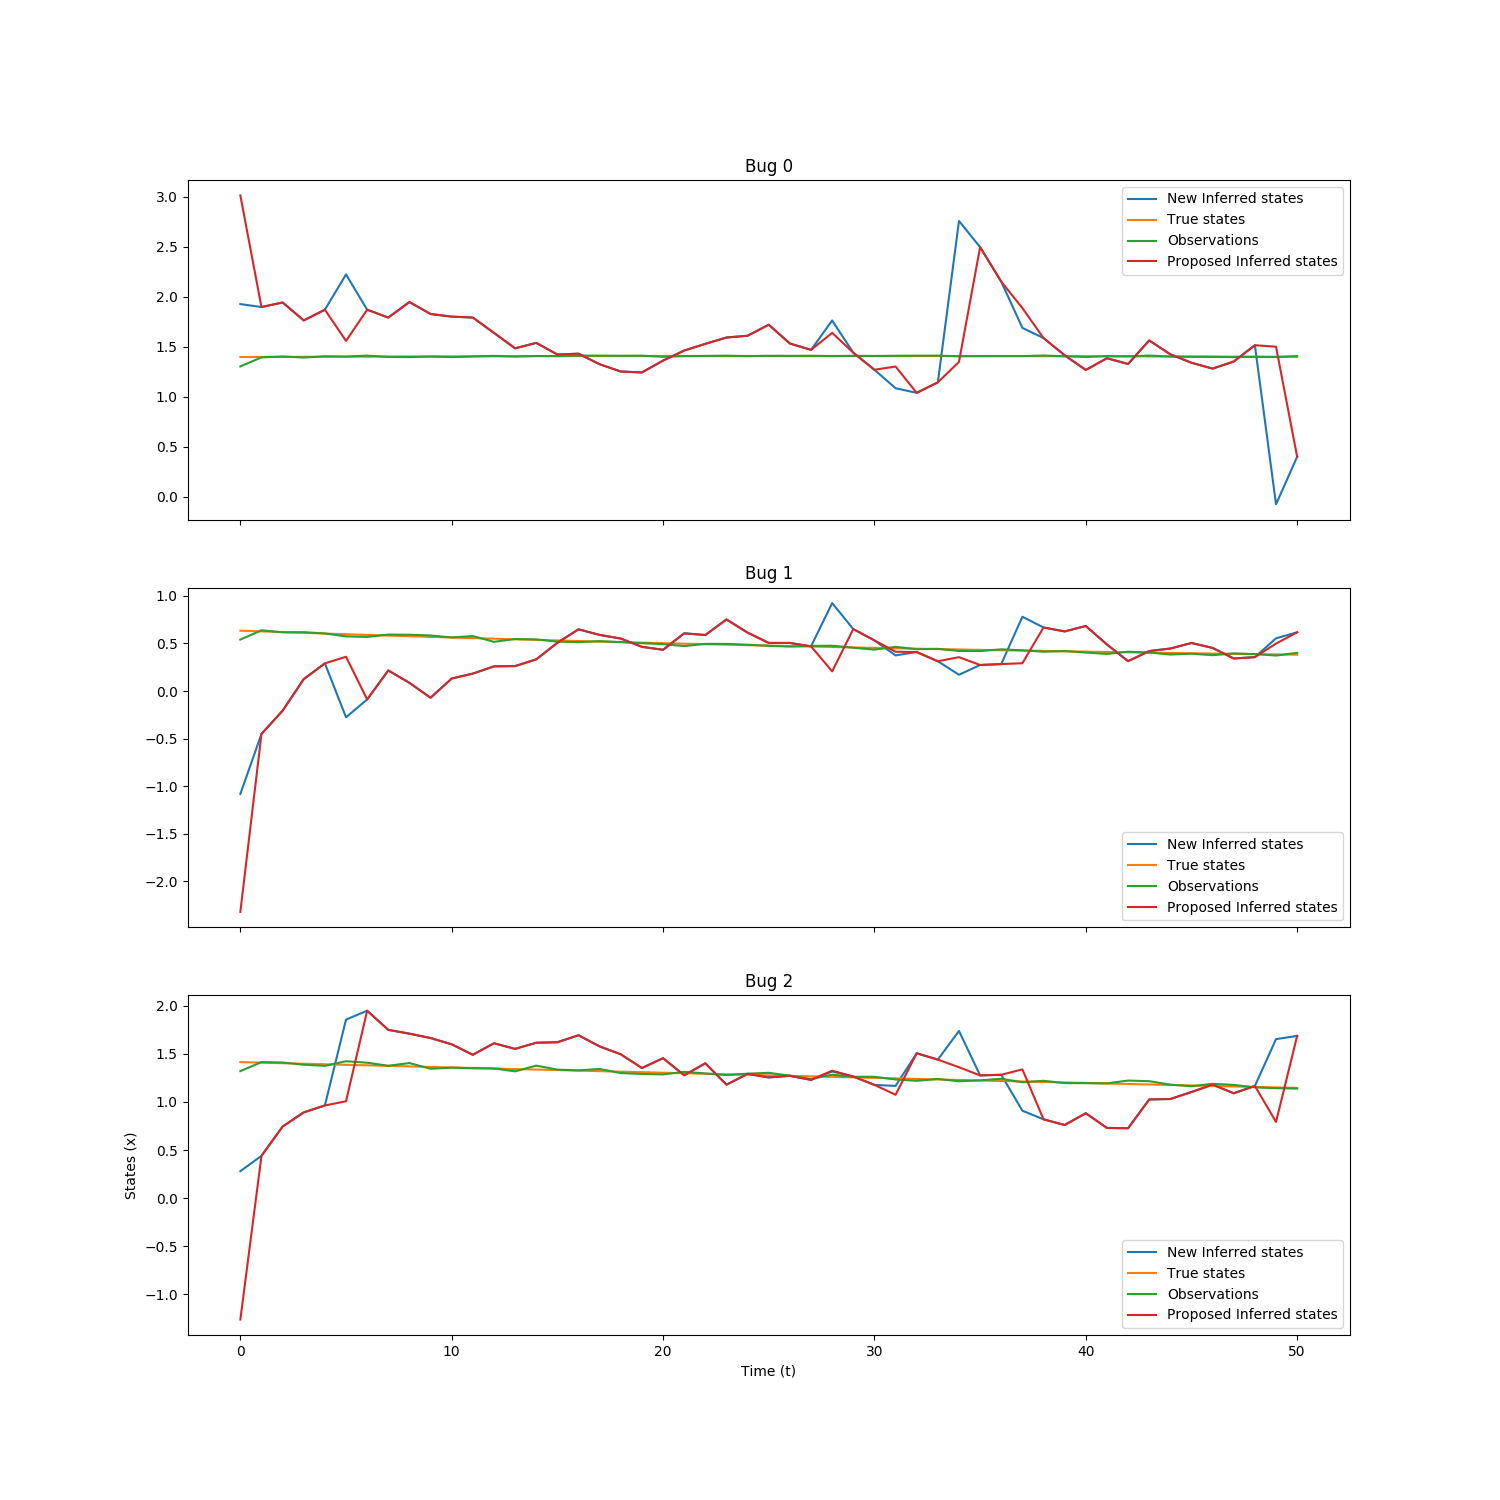 Bug 0
3.0
2.5
2.0
1.5
1.0
0.5
0.0
New Inferred states
True states
Observations
Proposed Inferred states
Bug 1
1.0
0.5
0.0
−0.5
−1.0
−1.5
−2.0
New Inferred states
True states
Observations
Proposed Inferred states
Bug 2
2.0
1.5
1.0
0.5
0.0
−0.5
−1.0
States (x)
New Inferred states
True states
Observations
Proposed Inferred states
0 10 20 30 40 50
Time (t)